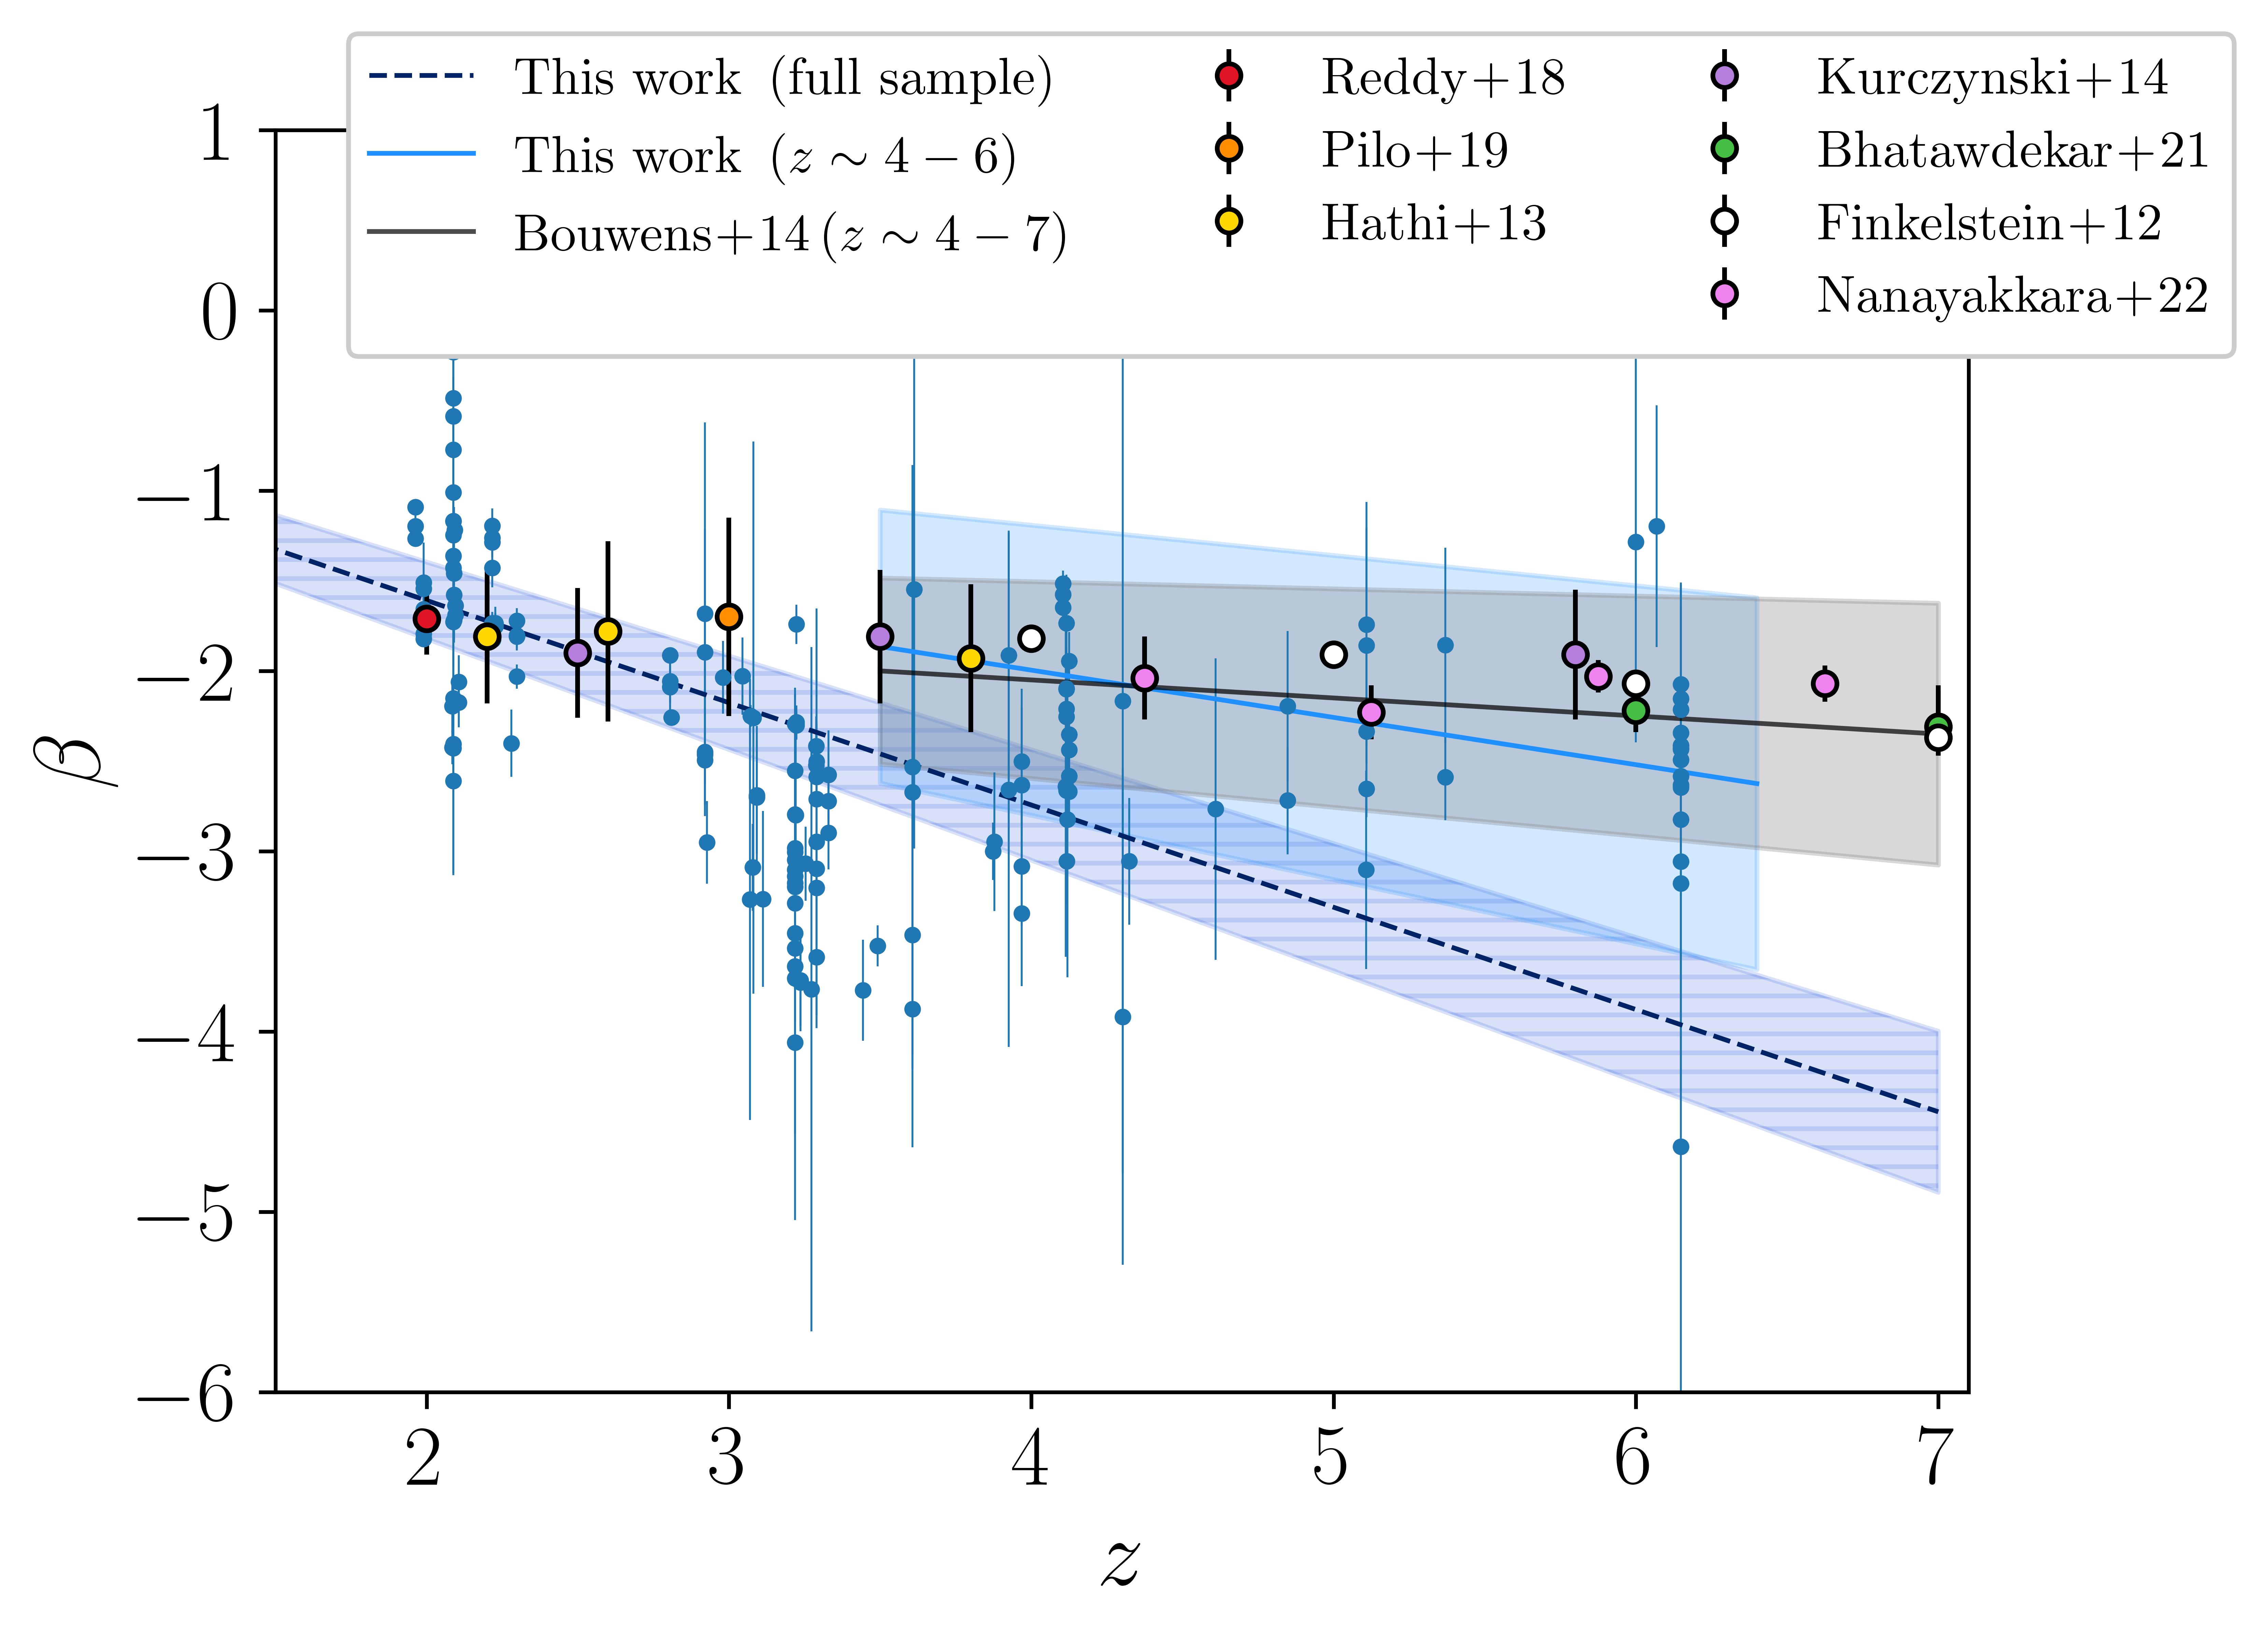 This work (full sample)
This work (z ∼ 4 − 6)
Bouwens+14 (z ∼ 4 − 7)
Reddy+18
Pilo+19
Hathi+13
Kurczynski+14
Bhatawdekar+21
Finkelstein+12
Nanayakkara+22
1
0
−1
−2
−3
−4
−5
−6
β
2 3 4 5 6 7
z